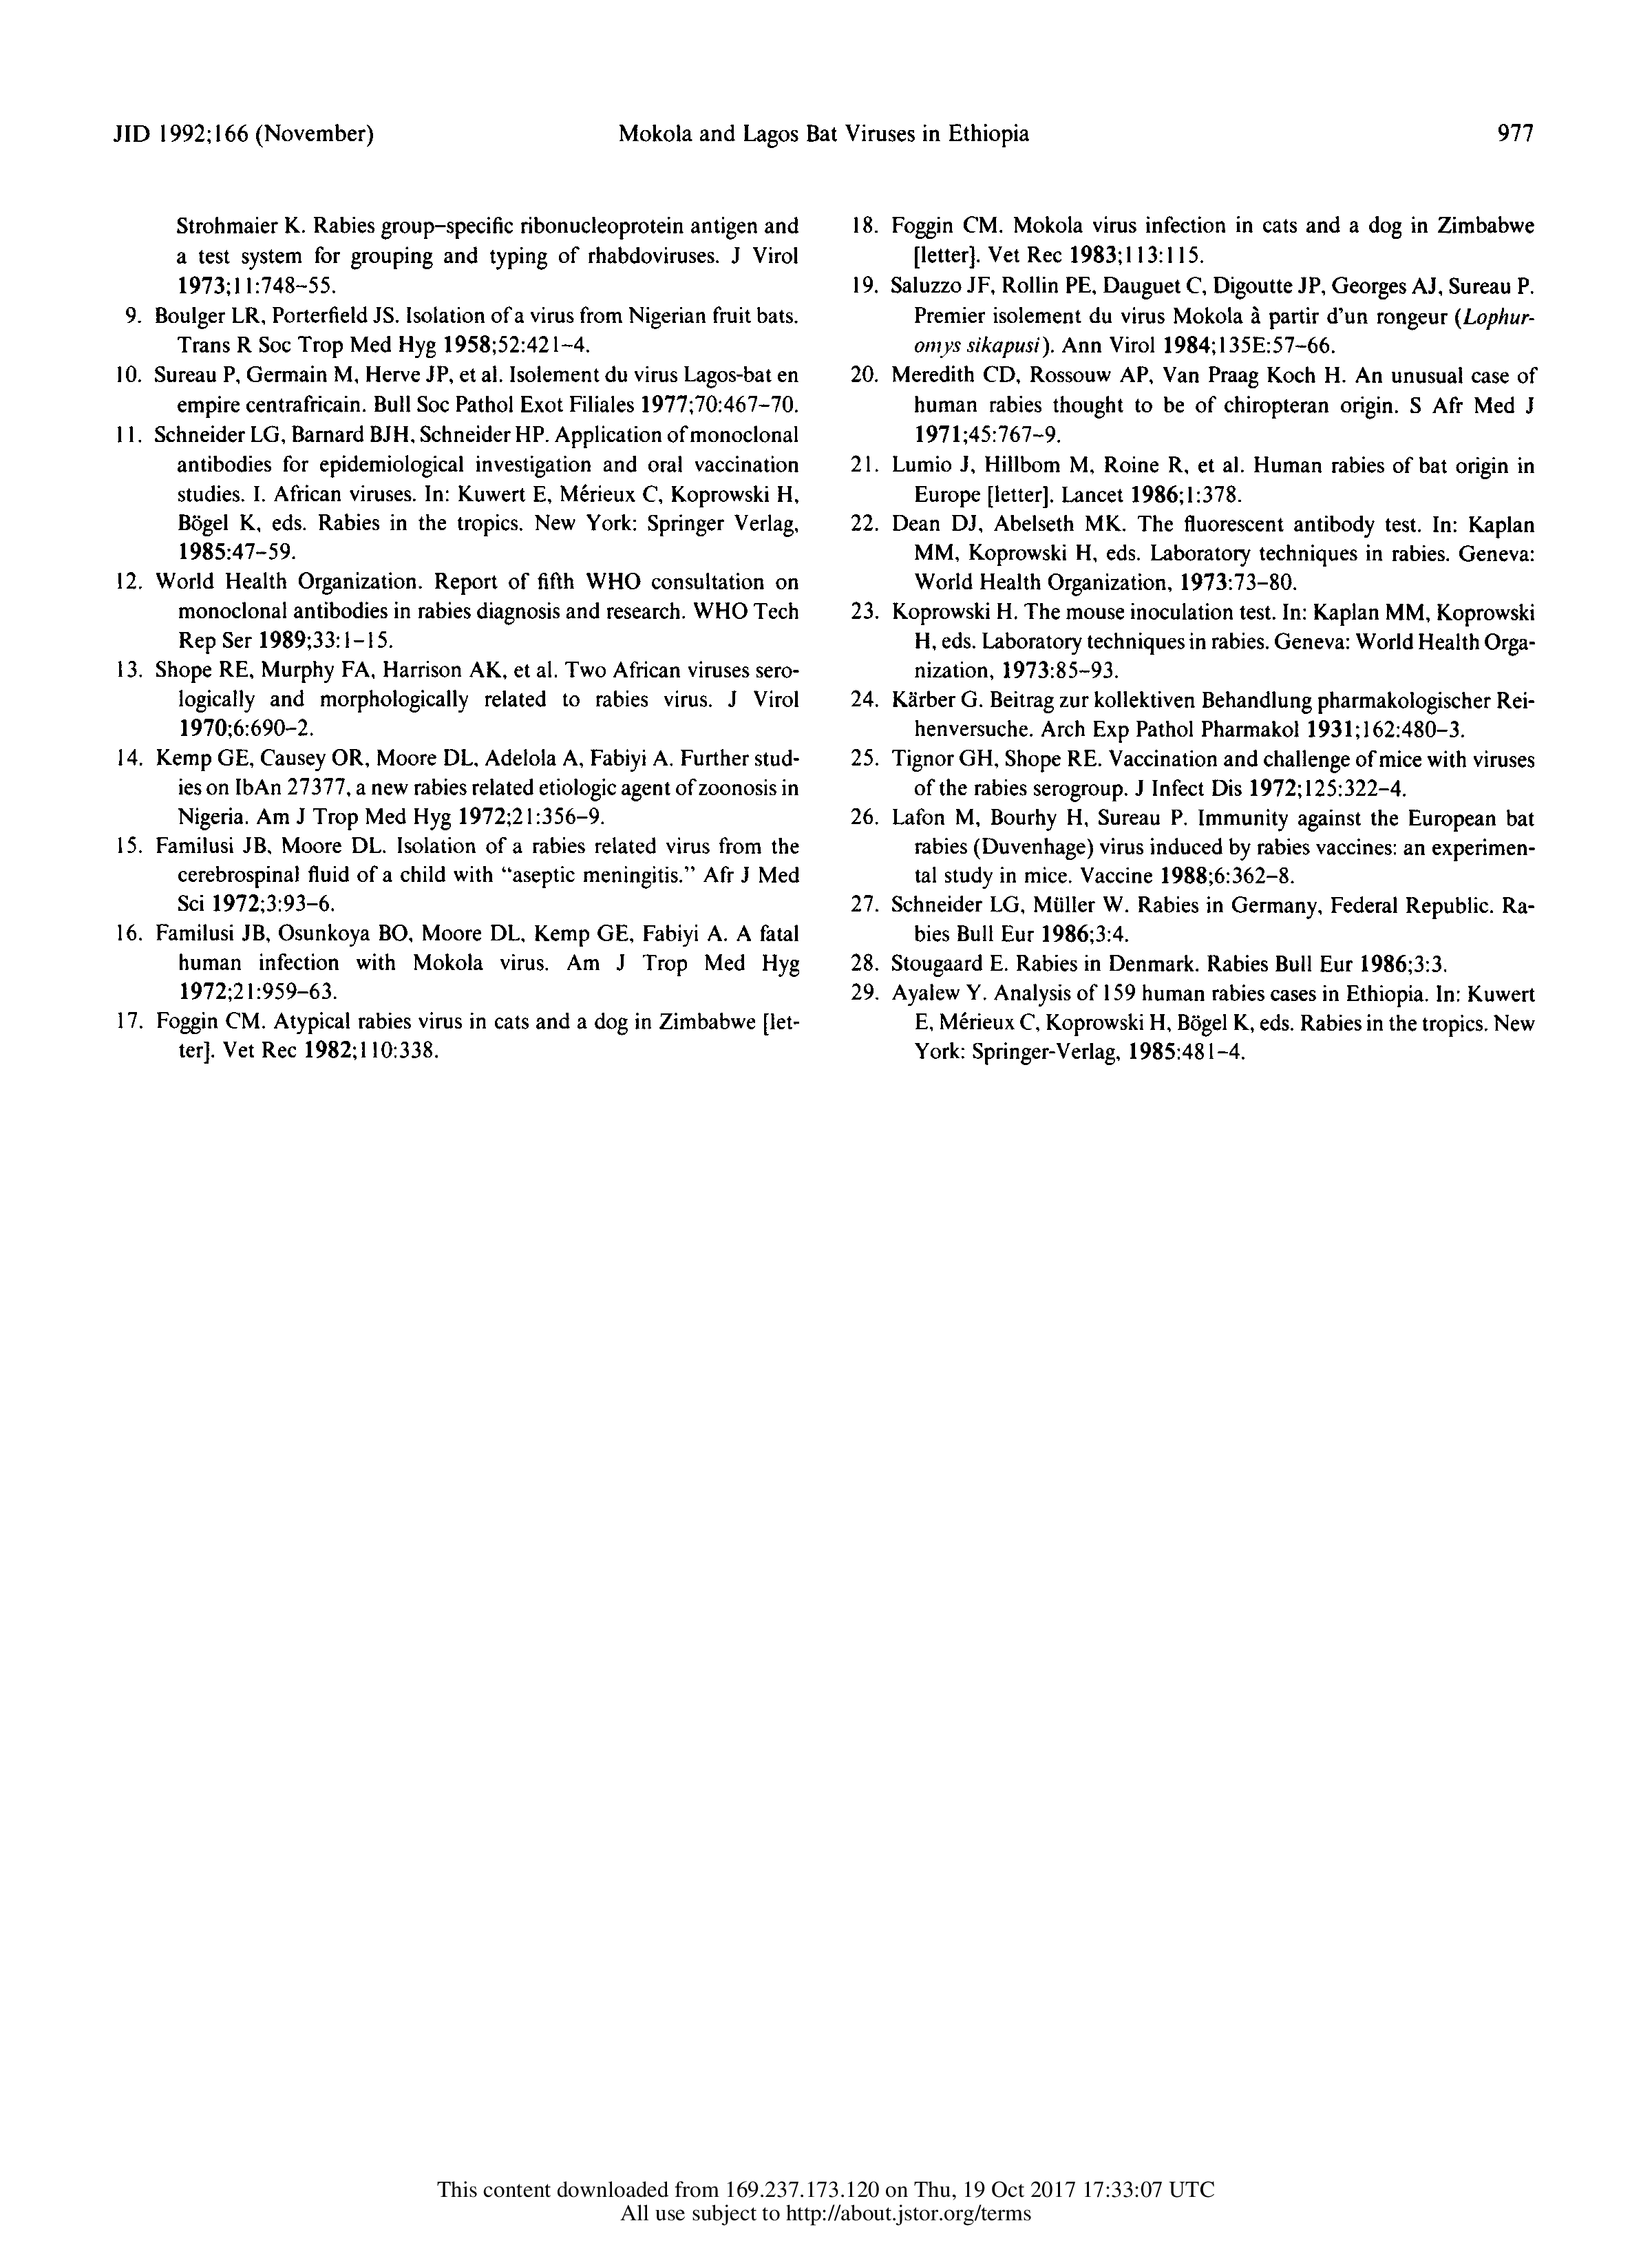 JID 1992;166 (November)
Mokola and Lagos Bat Viruses in Ethiopia
977
Strohmaier K. Rabies group–specific ribonucleoprotein antigen and
a test system for grouping and typing of rhabdoviruses. J Virol
1973;11:748–55.
9. Boulger LR, Porterfield JS. Isolation of a virus from Nigerian fruit bats.
Trans R Soc Trop Med Hyg 1958;52:421–4.
10. Sureau P, Germain M, Herve JP, et al. Isolement du virus Lagos-bat en
empire centrafricain. Bull Soc Pathol Exot Filiales 1977;70:467–70.
11. Schneider LG, Barnard BJH, Schneider HP. Application of monoclonal
antibodies for epidemiological investigation and oral vaccination
studies. I. African viruses. In: Kuwert E, Mérieux C, Koprowski H,
Bögel K, eds. Rabies in the tropics. New York: Springer Verlag,
1985:47–59.
12. World Health Organization. Report of fifth WHO consultation on
monoclonal antibodies in rabies diagnosis and research. WHO Tech
Rep Ser 1989;33:1–15.
13. Shope RE, Murphy FA, Harrison AK, et al. Two African viruses sero-
logically and morphologically related to rabies virus. J Virol
1970;6:690–2.
14. Kemp GE, Causey OR, Moore DL, Adelola A, Fabiyi A. Further stud-
ies on IbAn 27377, a new rabies related etiologic agent of zoonosis in
Nigeria. Am J Trop Med Hyg 1972;21:356–9.
15. Familusi JB, Moore DL. Isolation of a rabies related virus from the
cerebrospinal fluid of a child with “aseptic meningitis.” Afr J Med
Sci 1972;3:93–6.
16. Familusi JB, Osunkoya BO, Moore DL, Kemp GE, Fabiyi A. A fatal
human infection with Mokola virus. Am J Trop Med Hyg
1972;21:959–63.
17. Foggin CM. Atypical rabies virus in cats and a dog in Zimbabwe [let-
ter]. Vet Rec 1982;110:338.
18. Foggin CM. Mokola virus infection in cats and a dog in Zimbabwe
[letter]. Vet Rec 1983;113:115.
19. Saluzzo JF, Rollin PE, Dauguet C, Digoutte JP, Georges AJ, Sureau P.
Premier isolement du virus Mokola à partir d'un rongeur (Lophur-
omys sikapusi). Ann Virol 1984;135E:57–66.
20. Meredith CD, Rossouw AP, Van Praag Koch H. An unusual case of
human rabies thought to be of chiropteran origin. S Afr Med J
1971;45:767–9.
21. Lumio J, Hillbom M, Roine R, et al. Human rabies of bat origin in
Europe [letter]. Lancet 1986;1:378.
22. Dean DJ, Abelseth MK. The fluorescent antibody test. In: Kaplan
MM, Koprowski H, eds. Laboratory techniques in rabies. Geneva:
World Health Organization, 1973:73–80.
23. Koprowski H. The mouse inoculation test. In: Kaplan MM, Koprowski
H, eds. Laboratory techniques in rabies. Geneva: World Health Orga-
nization, 1973:85–93.
24. Kärber G. Beitrag zur kollektiven Behandlung pharmakologischer Rei-
henversuche. Arch Exp Pathol Pharmakol 1931;162:480–3.
25. Tignor GH, Shope RE. Vaccination and challenge of mice with viruses
of the rabies serogroup. J Infect Dis 1972;125:322–4.
26. Lafon M, Bourhy H, Sureau P. Immunity against the European bat
rabies (Duvenhage) virus induced by rabies vaccines: an experimen-
tal study in mice. Vaccine 1988;6:362–8.
27. Schneider LG, Müller W. Rabies in Germany, Federal Republic. Ra-
bies Bull Eur 1986;3:4.
28. Stougaard E. Rabies in Denmark. Rabies Bull Eur 1986;3:3.
29. Ayalew Y. Analysis of 159 human rabies cases in Ethiopia. In: Kuwert
E, Mérieux C, Koprowski H, Bögel K, eds. Rabies in the tropics. New
York: Springer-Verlag, 1985:481–4.
This content downloaded from 169.237.173.120 on Thu, 19 Oct 2017 17:33:07 UTC
All use subject to http://about.jstor.org/terms